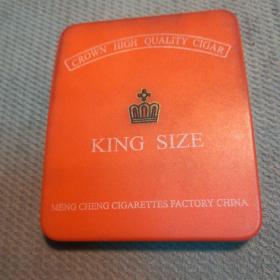 CROWN HIGH QUALITY CIGAR
KING SIZE
MENG CHENG CIGARETTES FACTORY CHINA